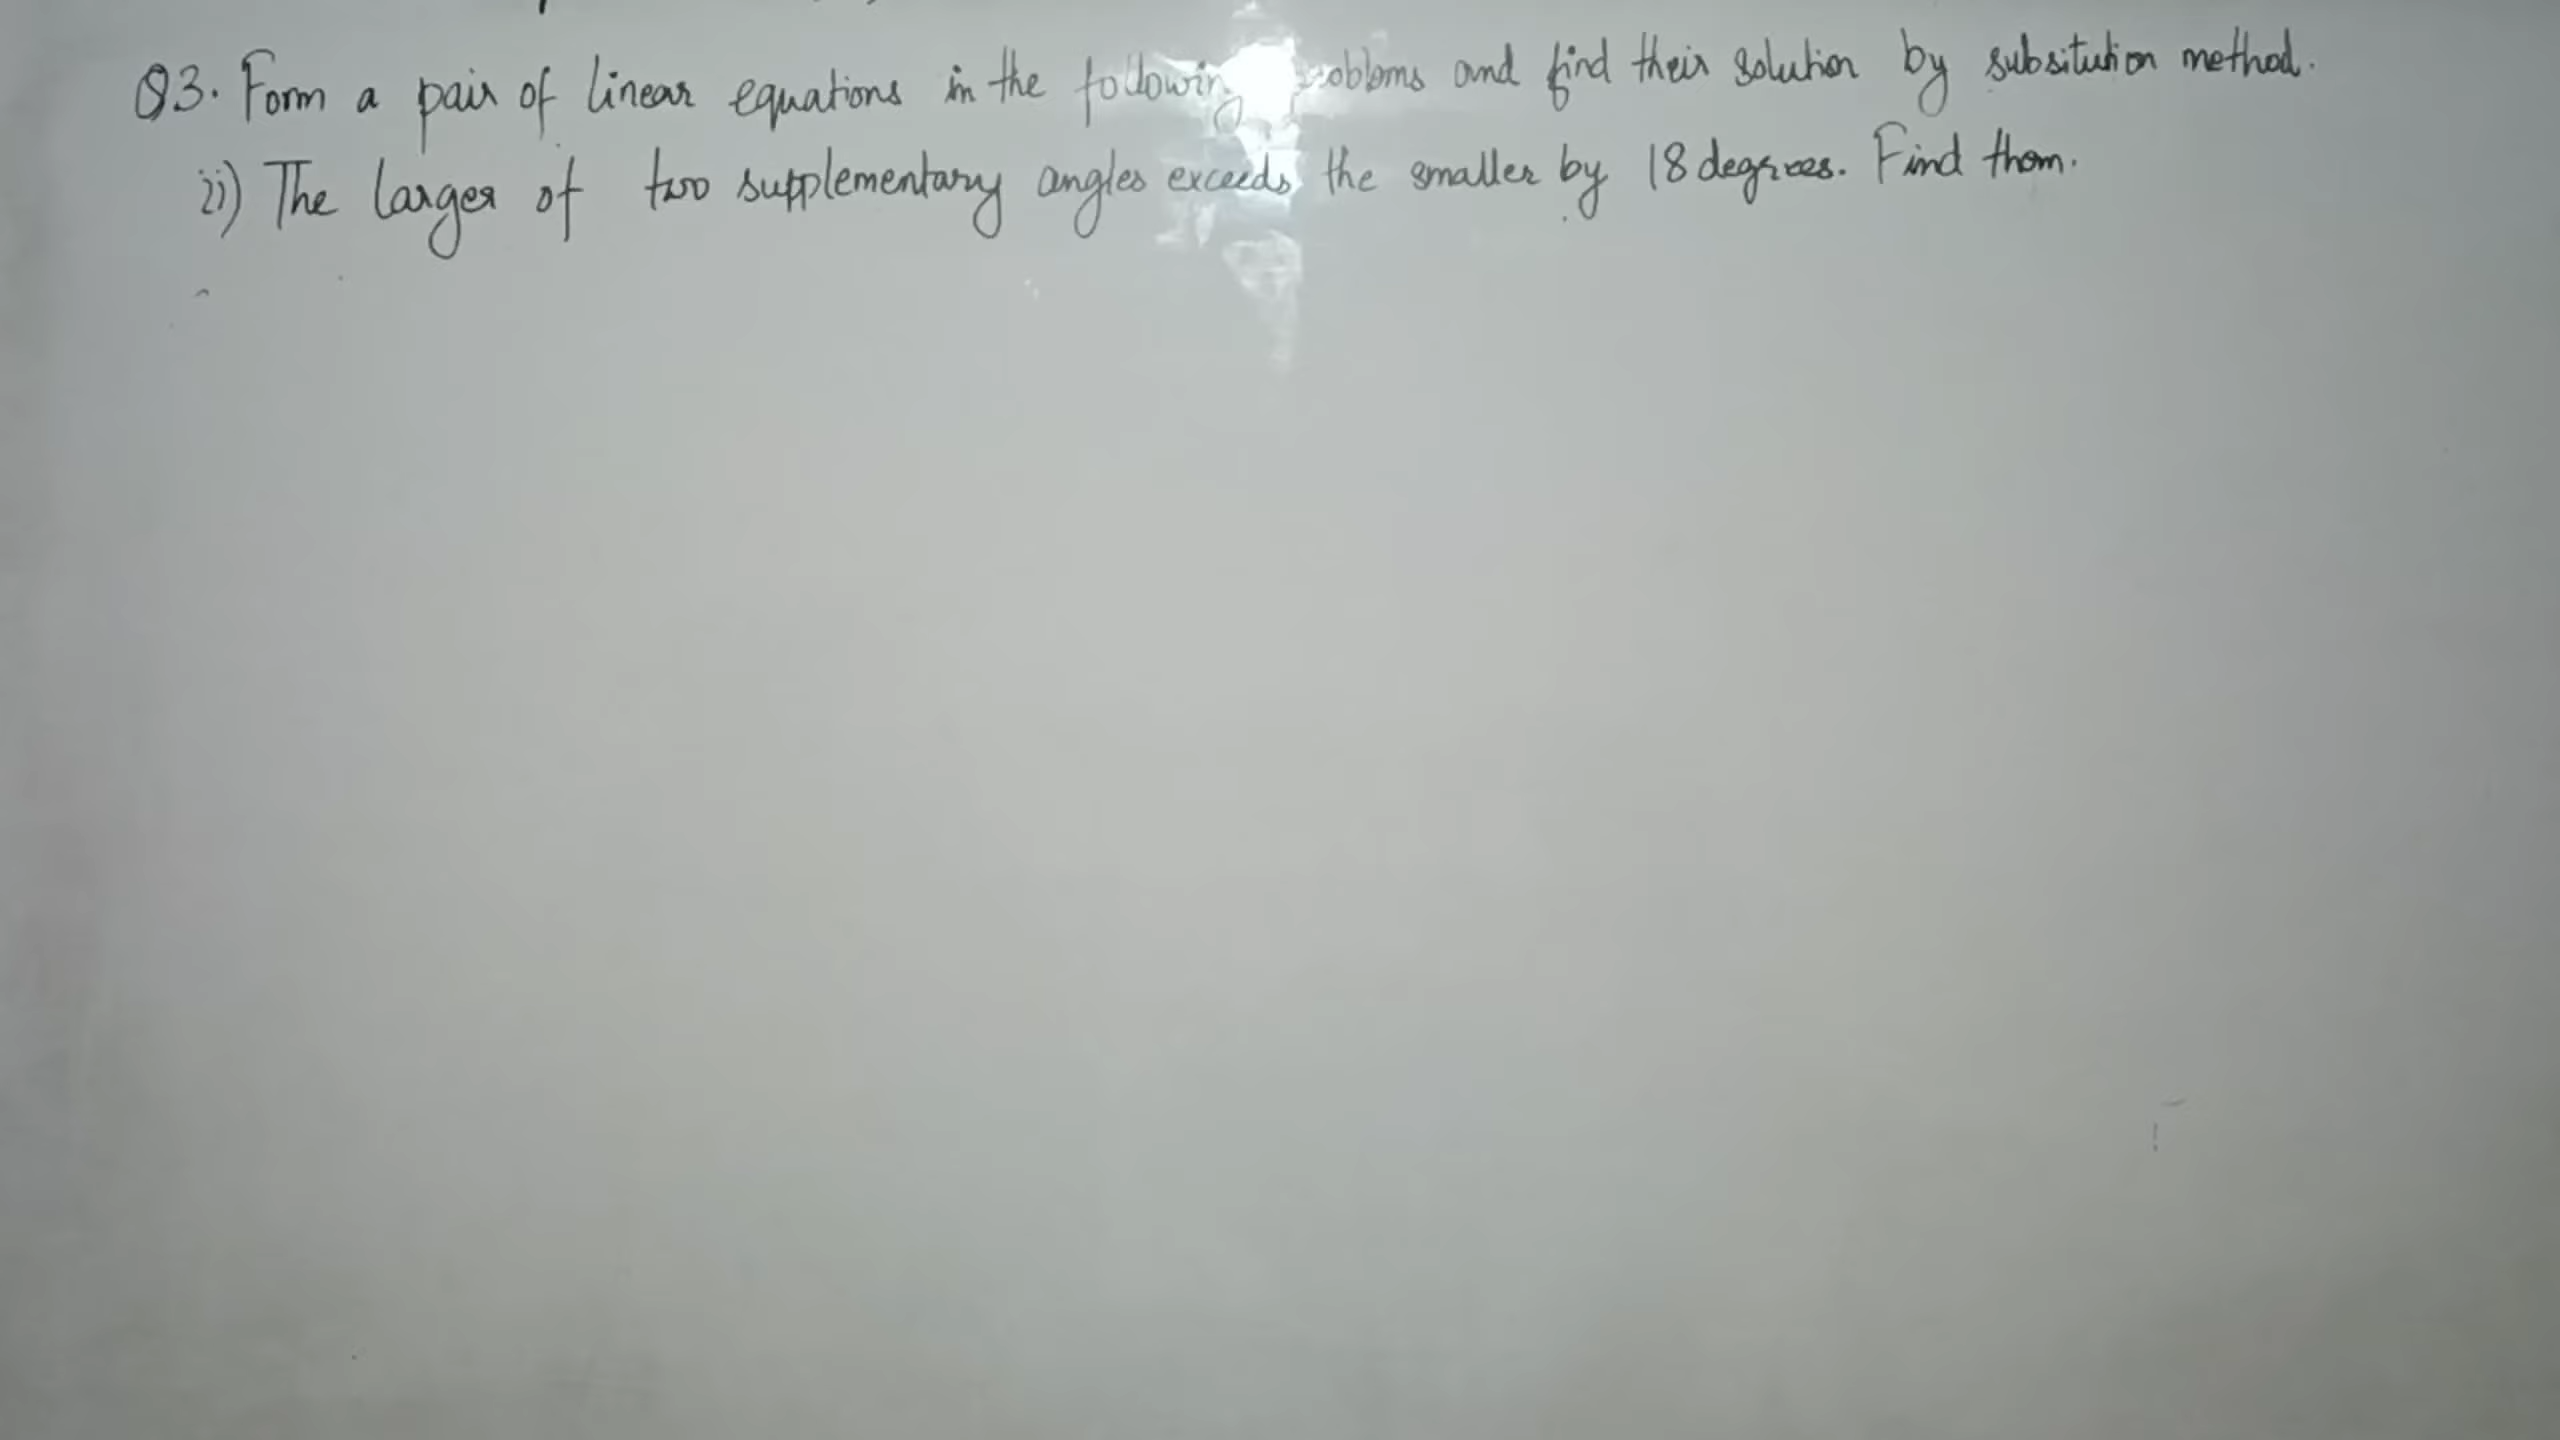 Q3. Form a pair of linear equations in the following problems and find their solution by subsitution method.
ii) The larger of two supplementary angles exceeds the smaller by 18 degrees. Find them.